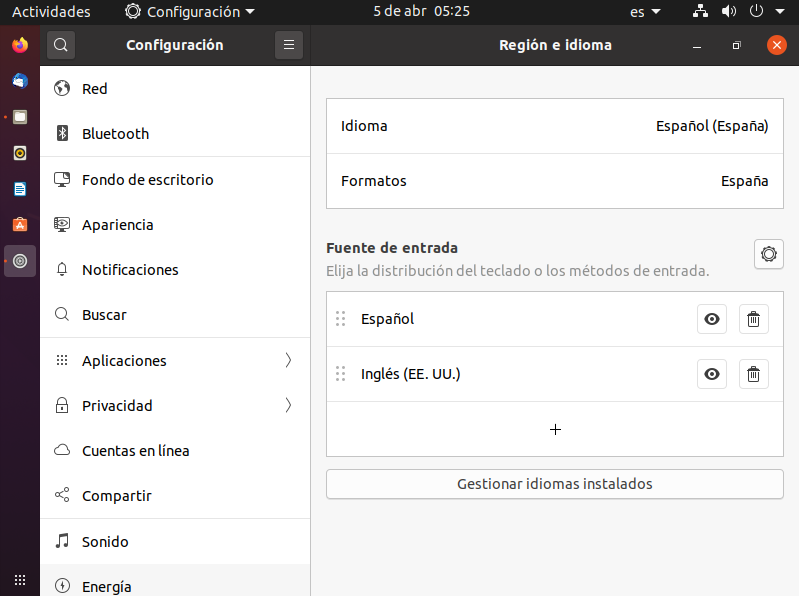 Actividades
Configuración
5 de abr 05:25
es
Configuración
Región e idioma
Red
Bluetooth
Fondo de escritorio
Apariencia
Notificaciones
Buscar
Aplicaciones
Privacidad
Cuentas en línea
Compartir
Sonido
Energía
Idioma
Español (España)
Formatos
España
Fuente de entrada
Elija la distribución del teclado o los métodos de entrada.
Español
Inglés (EE. UU.)
Gestionar idiomas instalados